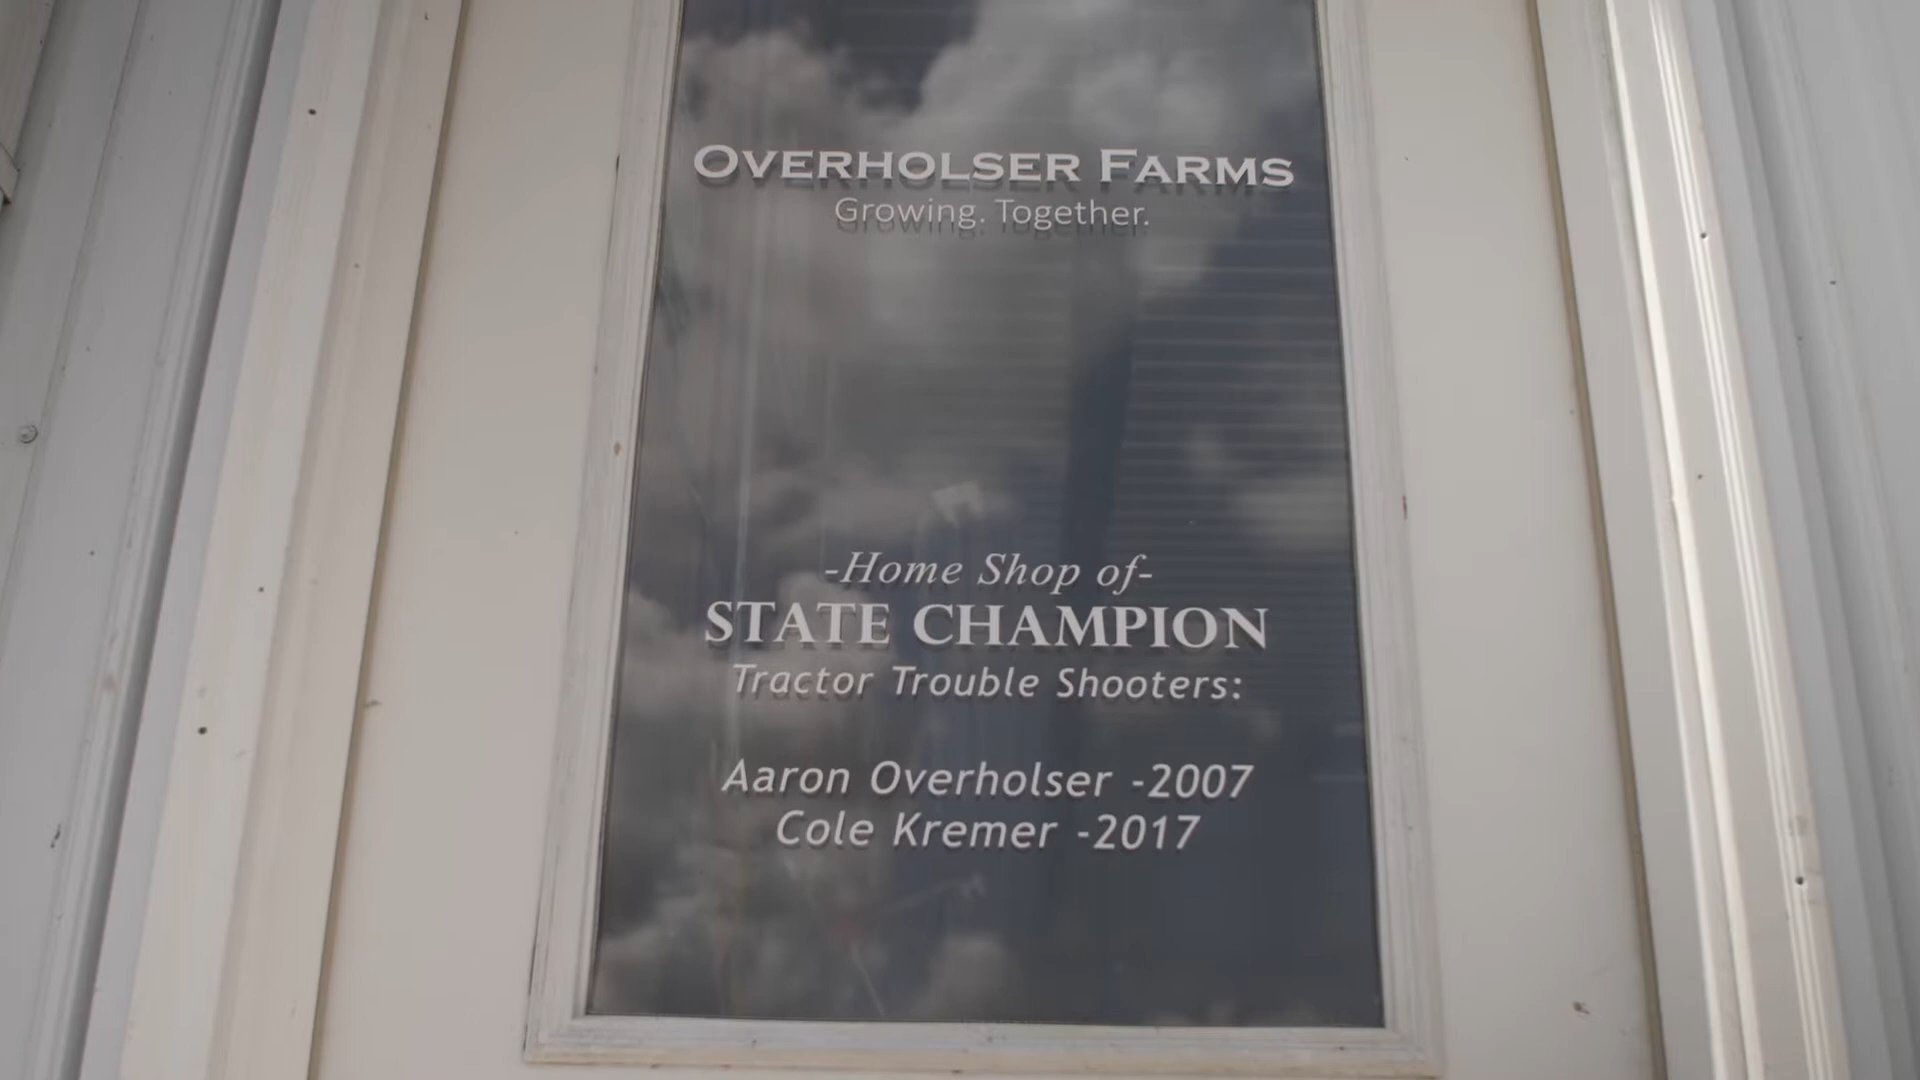 OVERHOLSER FARMS
Growing. Together.
-Home Shop of-
STATE CHAMPION
Tractor Trouble Shooters:
Aaron Overholser -2007
Cole Kremer -2017